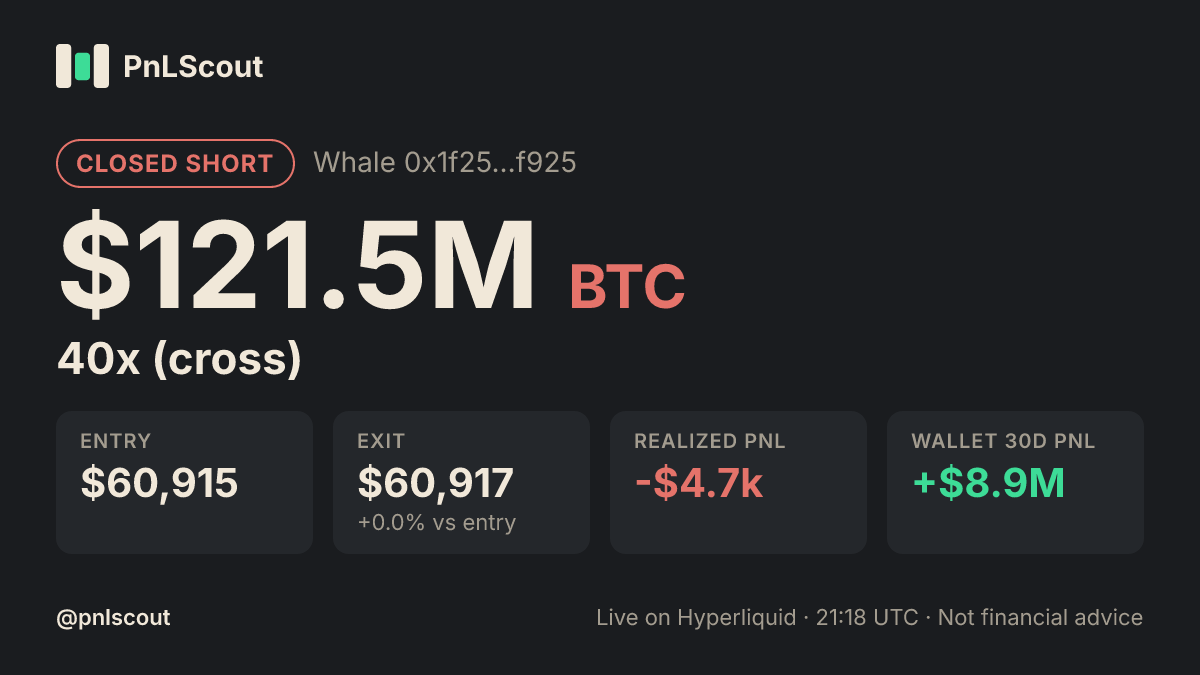 PnLScout
CLOSED SHORT Whale 0x1f25...f925
$121.5M BTC
40x (cross)
ENTRY
$60,915
EXIT
$60,917
+0.0% vs entry
REALIZED PNL
-$4.7k
WALLET 30D PNL
+$8.9M
@pnlscout
Live on Hyperliquid · 21:18 UTC · Not financial advice